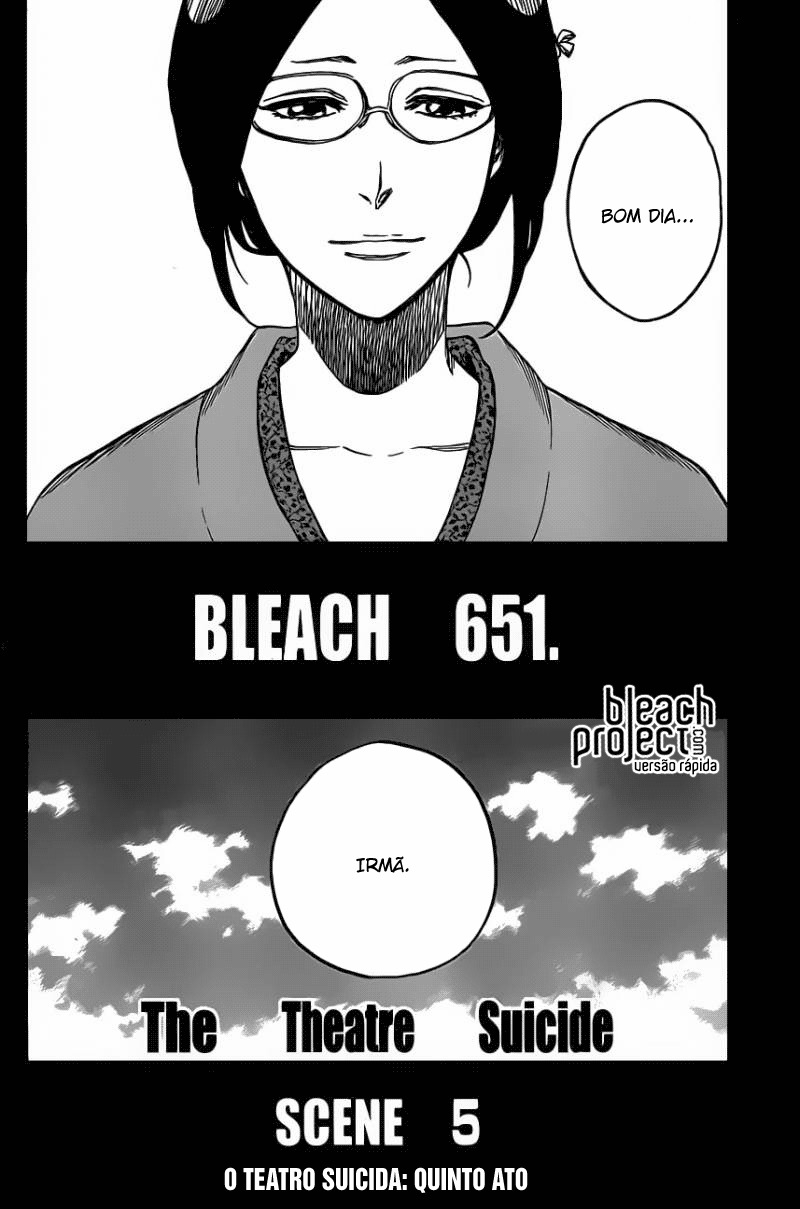 BOM DIA...
BLEACH 651.
bleach
project
.com
versão rápida
IRMÃ.
The Theatre Suicide
SCENE 5
O TEATRO SUICIDA: QUINTO ATO